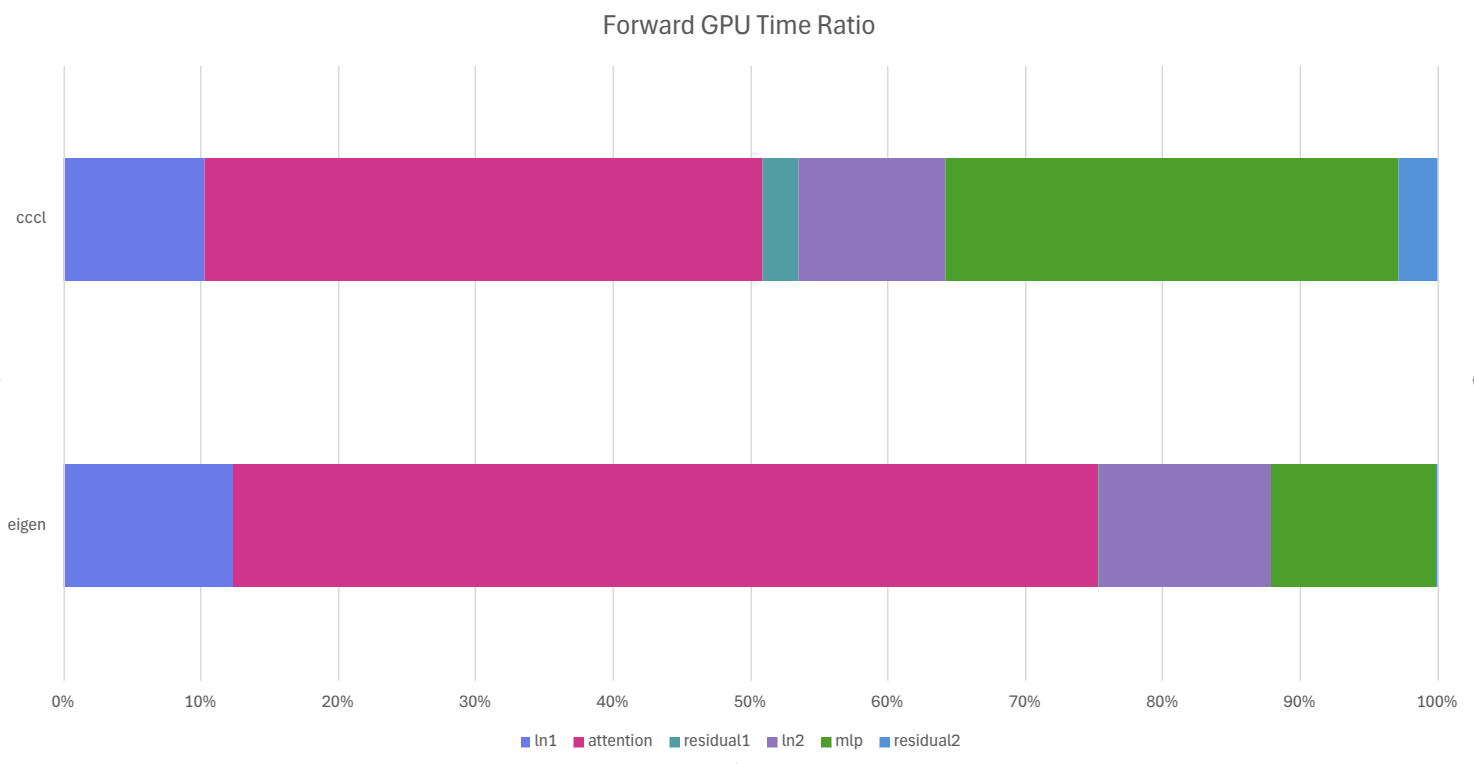 Forward GPU Time Ratio
cccl
eigen
0% 10% 20% 30% 40% 50% 60% 70% 80% 90% 100%
ln1 attention residual1 ln2 mlp residual2